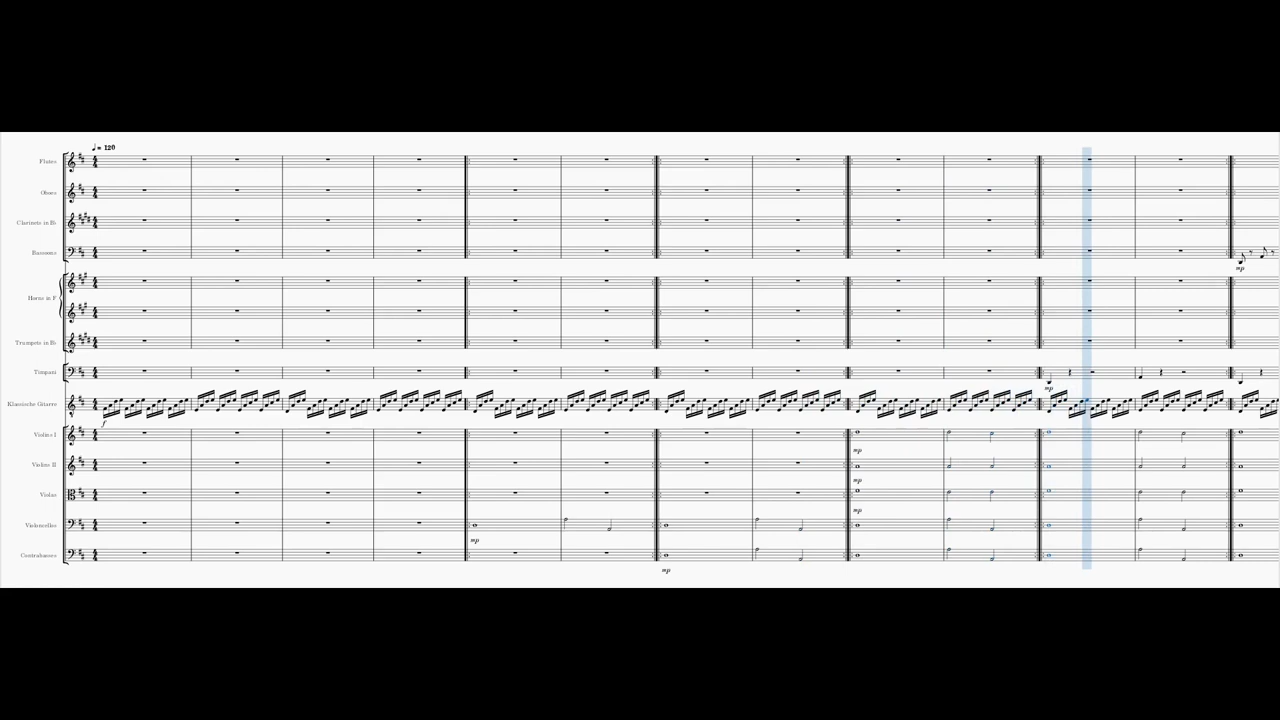 ♩ = 120
Flutes
Oboes
Clarinets in B♭
Bassoons
mp
Horns in F
Trumpets in B♭
Timpani
mp
Klassische Gitarre
f
Violins I
mp
Violins II
mp
Violas
mp
Violoncellos
mp
Contrabasses
mp